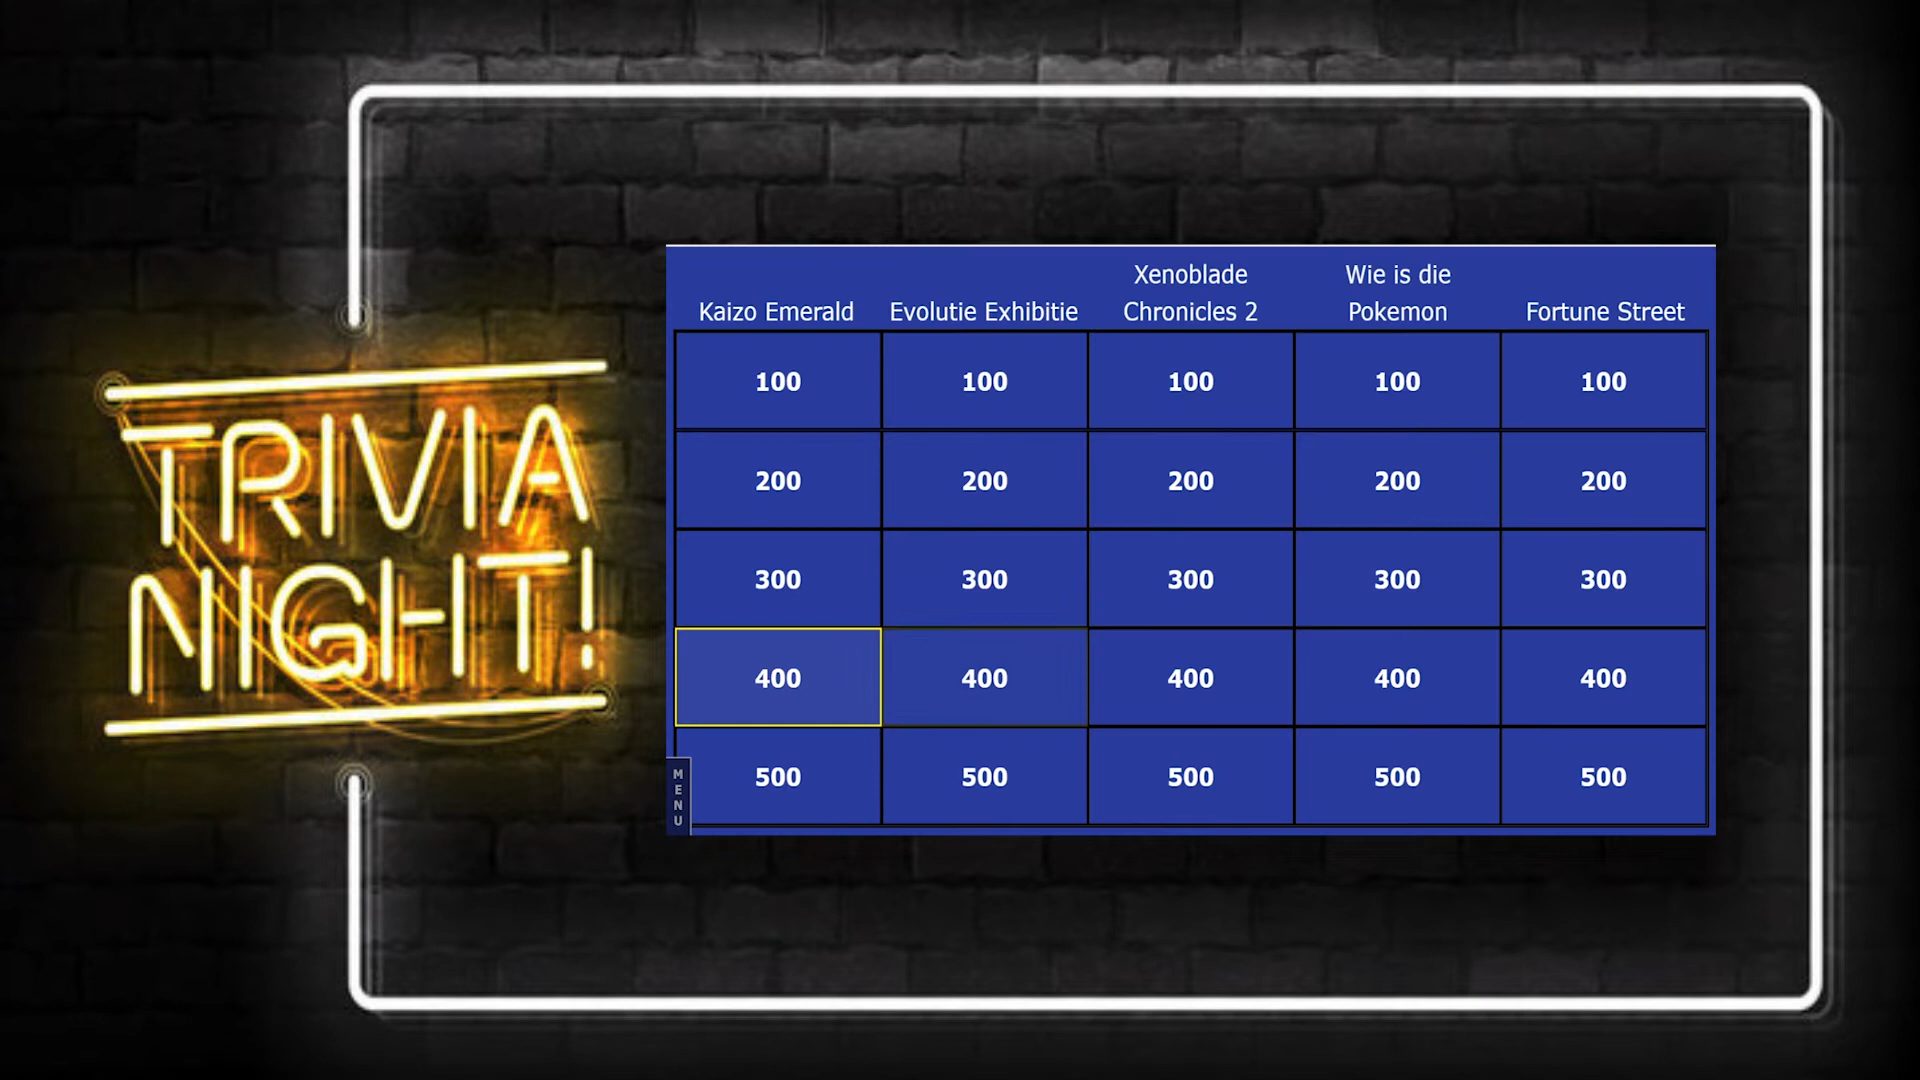 TRIVIA
NIGHT!
Kaizo Emerald
Evolutie Exhibitie
Xenoblade
Chronicles 2
Wie is die
Pokemon
Fortune Street
100 100 100 100 100
200 200 200 200 200
300 300 300 300 300
400 400 400 400 400
500 500 500 500 500
MENU